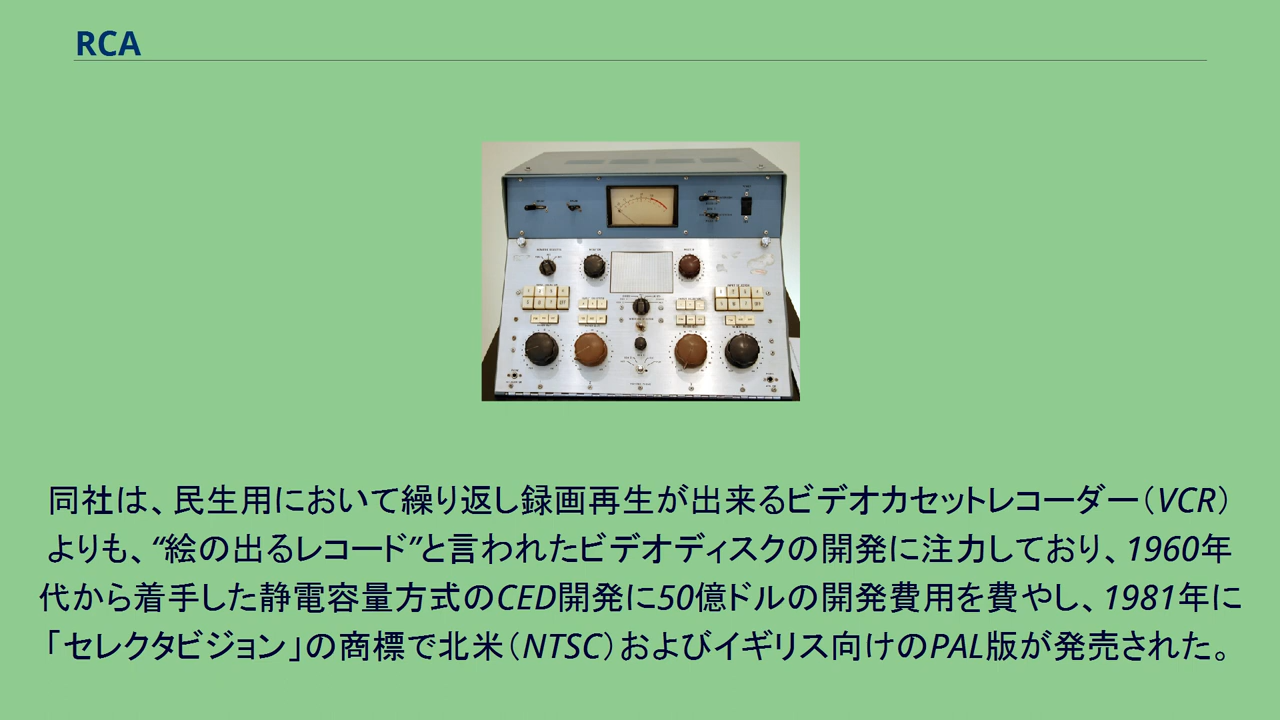 RCA
同社は、民生用において繰り返し録画再生が出来るビデオカセットレコーダー（VCR）
よりも、“絵の出るレコード”と言われたビデオディスクの開発に注力しており、1960年
代から着手した静電容量方式のCED開発に50億ドルの開発費用を費やし、1981年に
「セレクタビジョン」の商標で北米（NTSC）およびイギリス向けのPAL版が発売された。